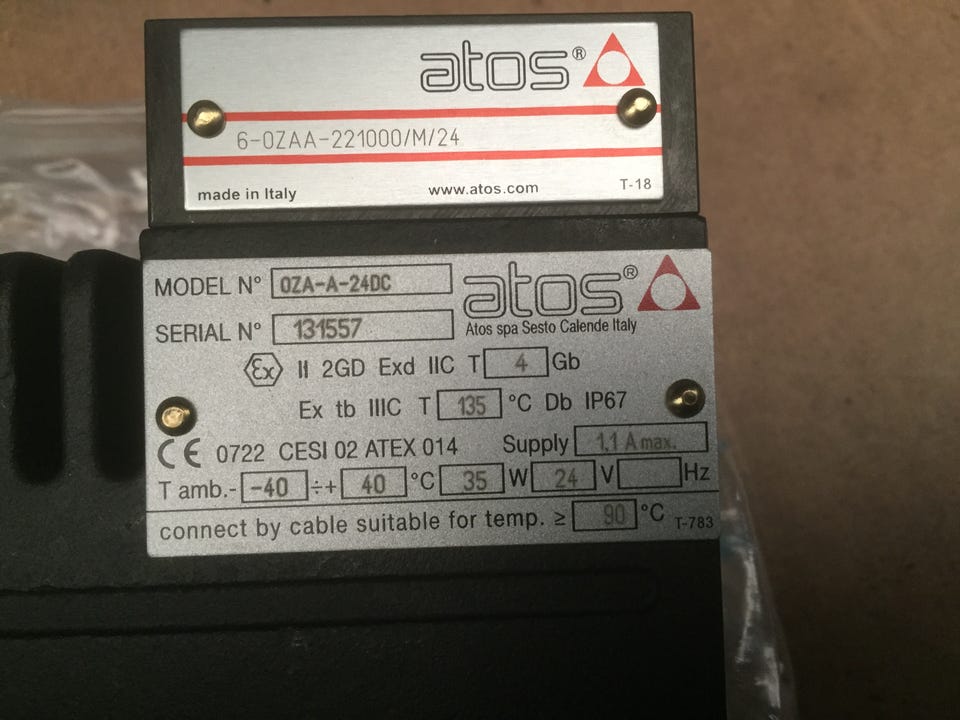 atos®
6-OZAA-221000/M/24
made in Italy www.atos.com T-18
MODEL N° OZA-A-24DC atos®
SERIAL N° 131557 Atos spa Sesto Calende Italy
Ex II 2GD Exd IIC T 4 Gb
Ex tb IIIC T 135 °C Db IP67
CE 0722 CESI 02 ATEX 014 Supply 1,1 A max.
T amb.- -40 ÷+ 40 °C 35 W 24 V Hz
connect by cable suitable for temp. ≥ 90 °C T-783